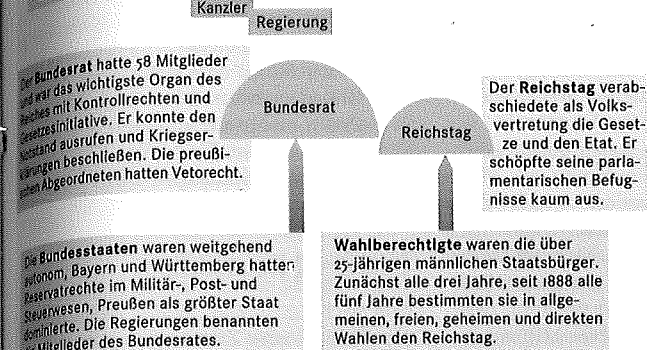 Kanzler
Regierung
Der Bundesrat hatte 58 Mitglieder
und war das wichtigste Organ des
Reiches mit Kontrollrechten und
Gesetzesinitiative. Er konnte den
Notstand ausrufen und Kriegser-
klärungen beschließen. Die preußi-
schen Abgeordneten hatten Vetorecht.
Bundesrat
Reichstag
Der Reichstag verab-
schiedete als Volks-
vertretung die Geset-
ze und den Etat. Er
schöpfte seine parla-
mentarischen Befug-
nisse kaum aus.
Die Bundesstaaten waren weitgehend
autonom, Bayern und Württemberg hatten
Reservatrechte im Militär-, Post- und
Steuerwesen, Preußen als größter Staat
dominierte. Die Regierungen benannten
Mitglieder des Bundesrates.
Wahlberechtigte waren die über
25-jährigen männlichen Staatsbürger.
Zunächst alle drei Jahre, seit 1888 alle
fünf Jahre bestimmten sie in allge-
meinen, freien, geheimen und direkten
Wahlen den Reichstag.